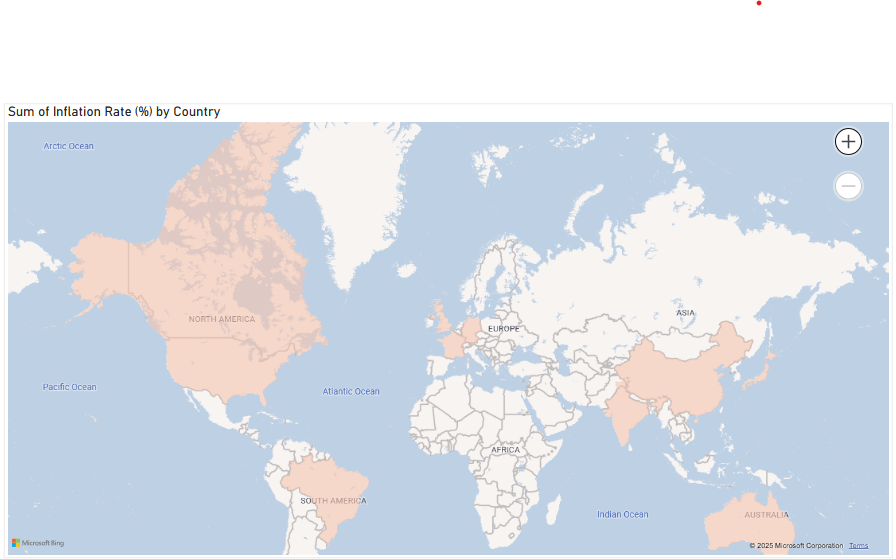 Sum of Inflation Rate (%) by Country
Arctic Ocean
NORTH AMERICA
EUROPE
ASIA
Pacific Ocean
Atlantic Ocean
AFRICA
SOUTH AMERICA
Indian Ocean
AUSTRALIA
Microsoft Bing
© 2025 Microsoft Corporation Terms